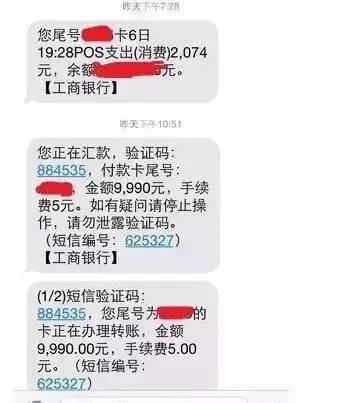 昨天下午7:28
您尾号 卡6日
19:28POS支出(消费)2,074
元，余额 元。
【工商银行】
昨天下午10:51
您正在汇款，验证码：
884535，付款卡尾号：
，金额9,990元，手续
费5元。如有疑问请停止操
作，请勿泄露验证码。
（短信编号：625327）
【工商银行】
(1/2)短信验证码：
884535，您尾号为 的
卡正在办理转账，金额
9,990.00元，手续费5.00
元。（短信编号：
625327）